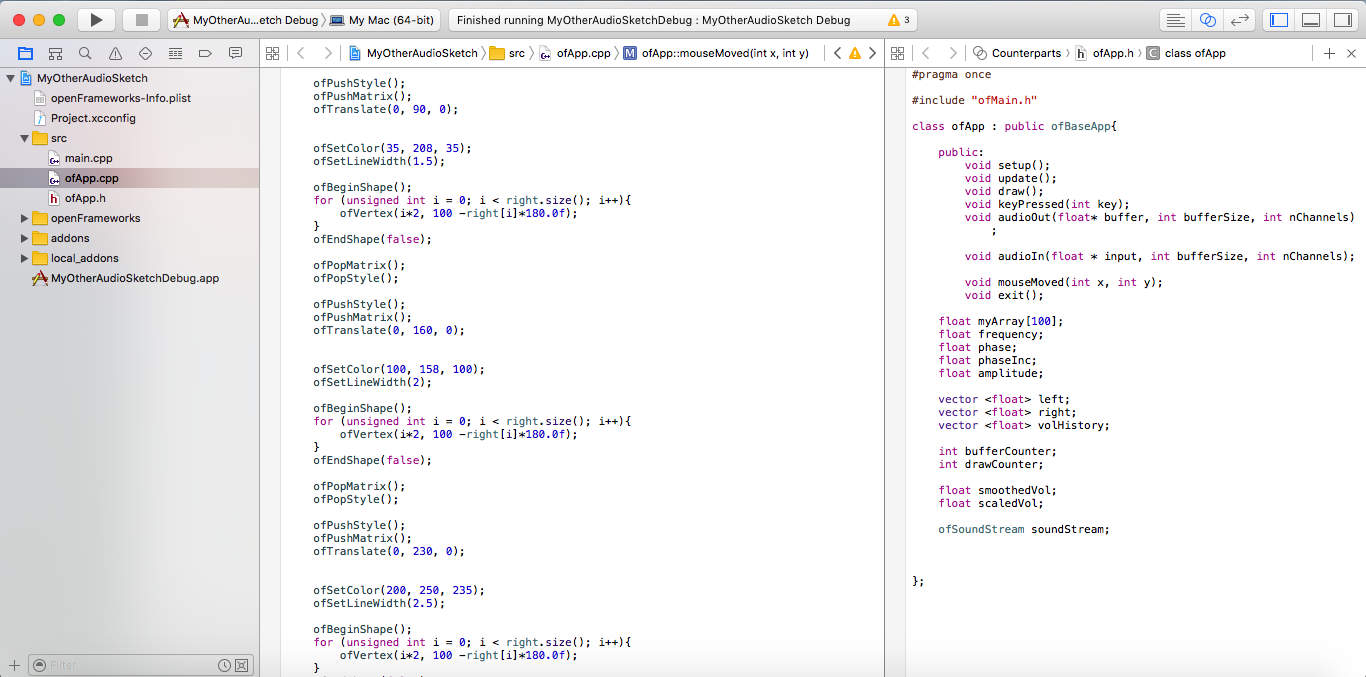 MyOtherAu...etch Debug
My Mac (64-bit)
Finished running MyOtherAudioSketchDebug : MyOtherAudioSketch Debug
3
MyOtherAudioSketch
src
ofApp.cpp
M
ofApp::mouseMoved(int x, int y)
Counterparts
h
ofApp.h
C
class ofApp
MyOtherAudioSketch
openFrameworks-Info.plist
Project.xcconfig
src
main.cpp
ofApp.cpp
ofApp.h
openFrameworks
addons
local_addons
MyOtherAudioSketchDebug.app
Filter
ofPushStyle();
ofPushMatrix();
ofTranslate(0, 90, 0);
ofSetColor(35, 208, 35);
ofSetLineWidth(1.5);
ofBeginShape();
for (unsigned int i = 0; i < right.size(); i++){
ofVertex(i*2, 100 -right[i]*180.0f);
}
ofEndShape(false);
ofPopMatrix();
ofPopStyle();
ofPushStyle();
ofPushMatrix();
ofTranslate(0, 160, 0);
ofSetColor(100, 158, 100);
ofSetLineWidth(2);
ofBeginShape();
for (unsigned int i = 0; i < right.size(); i++){
ofVertex(i*2, 100 -right[i]*180.0f);
}
ofEndShape(false);
ofPopMatrix();
ofPopStyle();
ofPushStyle();
ofPushMatrix();
ofTranslate(0, 230, 0);
ofSetColor(200, 250, 235);
ofSetLineWidth(2.5);
ofBeginShape();
for (unsigned int i = 0; i < right.size(); i++){
ofVertex(i*2, 100 -right[i]*180.0f);
}
#pragma once
#include "ofMain.h"
class ofApp : public ofBaseApp{
public:
void setup();
void update();
void draw();
void keyPressed(int key);
void audioOut(float* buffer, int bufferSize, int nChannels)
;
void audioIn(float * input, int bufferSize, int nChannels);
void mouseMoved(int x, int y);
void exit();
float myArray[100];
float frequency;
float phase;
float phaseInc;
float amplitude;
vector <float> left;
vector <float> right;
vector <float> volHistory;
int bufferCounter;
int drawCounter;
float smoothedVol;
float scaledVol;
ofSoundStream soundStream;
};